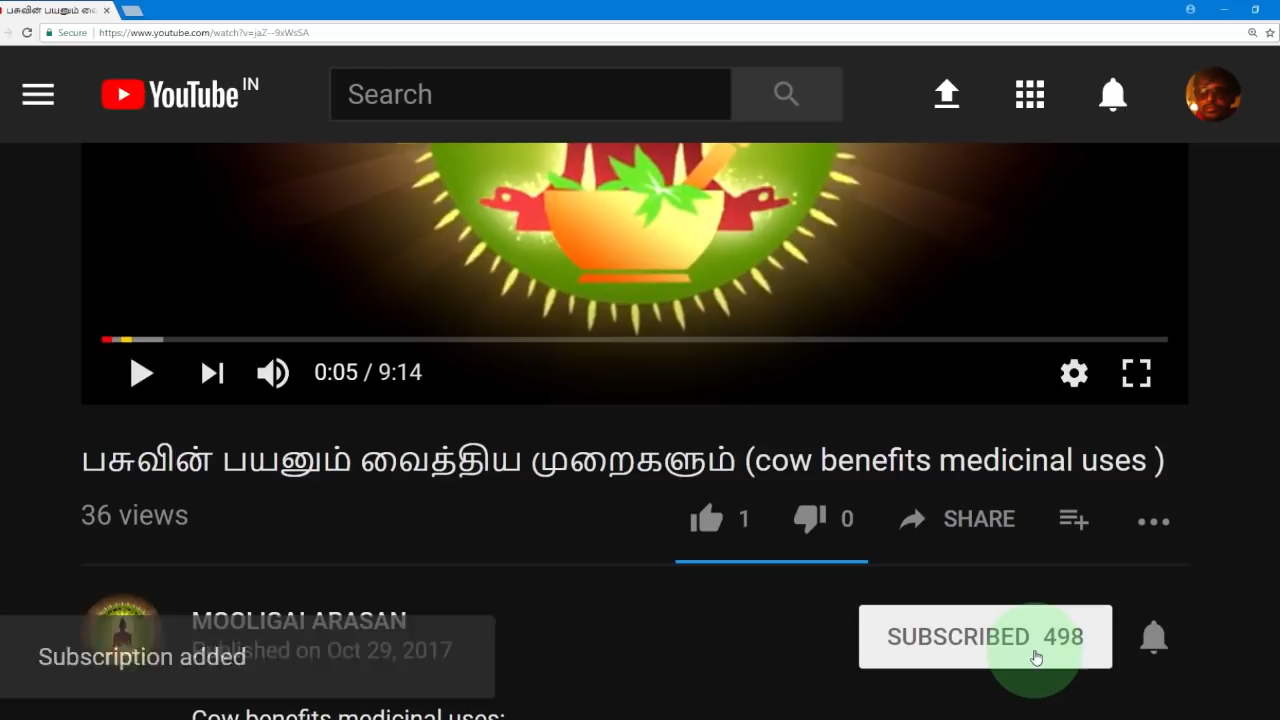 பசுவின் பயனும்
Secure https://www.youtube.com/watch?v=jaZ--9xWsSA
YouTube IN
Search
0:05 / 9:14
பசுவின் பயனும் வைத்திய முறைகளும் (cow benefits medicinal uses )
36 views
1 0 SHARE
MOOLIGAI ARASAN
Published on Oct 29, 2017
SUBSCRIBED 498
Subscription added
Cow benefits medicinal uses: